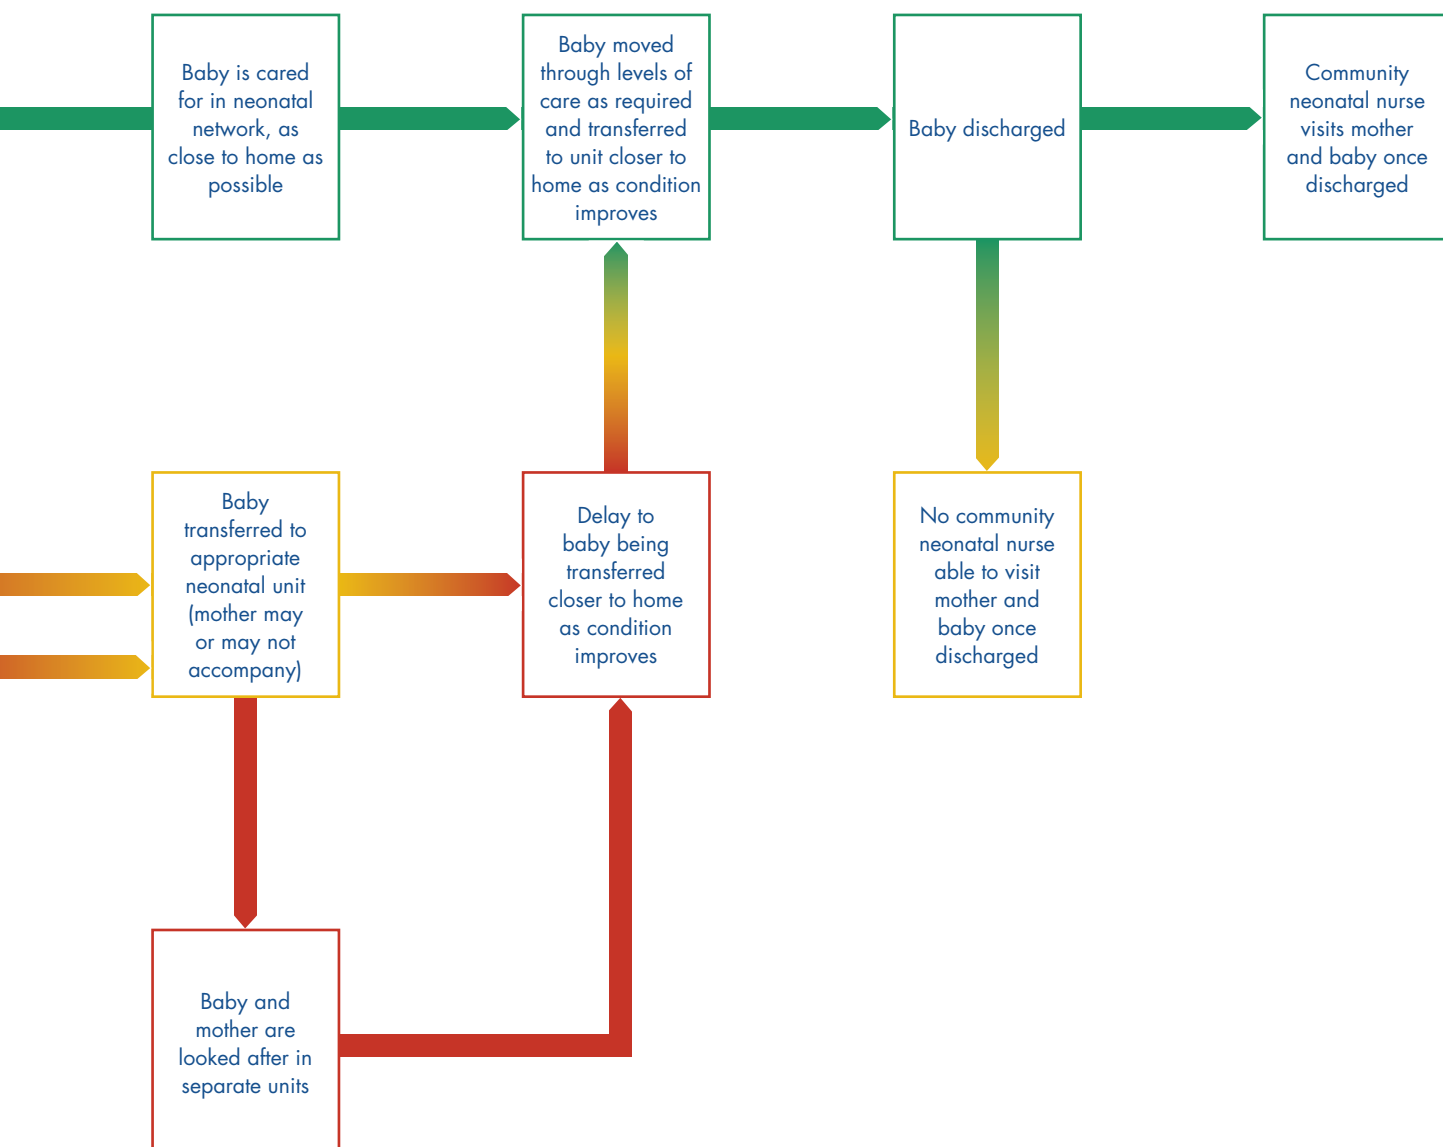 Baby is cared
for in neonatal
network, as
close to home as
possible
Baby moved
through levels of
care as required
and transferred
to unit closer to
home as condition
improves
Baby discharged
Community
neonatal nurse
visits mother
and baby once
discharged
Baby
transferred to
appropriate
neonatal unit
(mother may
or may not
accompany)
Delay to
baby being
transferred
closer to home
as condition
improves
No community
neonatal nurse
able to visit
mother and
baby once
discharged
Baby and
mother are
looked after in
separate units